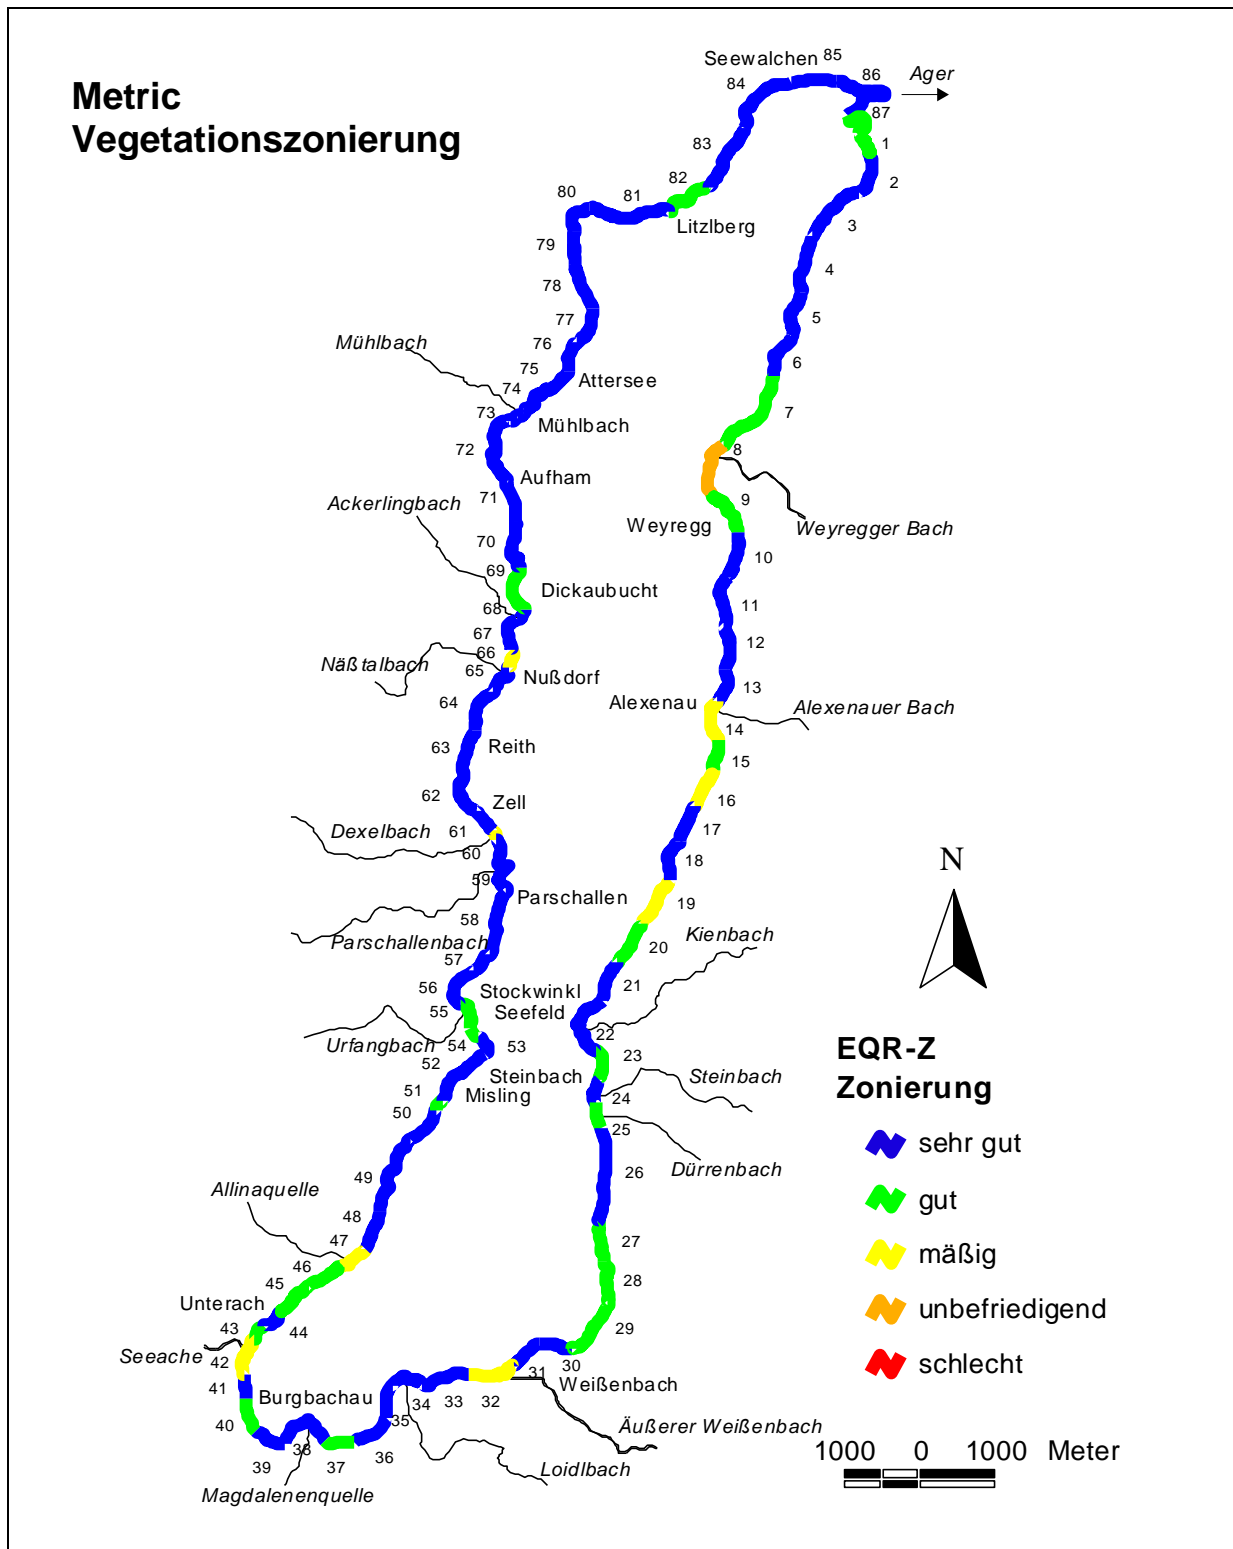 Metric
Vegetationszonierung
Seewalchen
85
86
Ager
84
87
1
83
2
82
80
81
3
Litzlberg
79
4
78
5
77
Mühlbach
76
6
75
Attersee
74
73
Mühlbach
7
72
8
Aufham
71
9
Ackerlingbach
Weyregg
Weyregger Bach
70
10
69
Dickaubucht
68
11
67
12
66
Näßtalbach
65
Nußdorf
13
64
Alexenau
Alexenauer Bach
14
63
Reith
15
62
Zell
16
Dexelbach
61
17
60
18
59
Parschallen
19
58
Kienbach
Parschallenbach
20
57
56
Stockwinkl
21
55
Seefeld
22
Urfangbach
54
53
23
52
Steinbach
Steinbach
51
Misling
24
50
25
Dürrenbach
26
49
Allinaquelle
48
47
27
46
45
28
Unterach
43
44
29
Seeache
42
30
31
Weißenbach
41
Burgbachau
33
32
34
35
40
Äußerer Weißenbach
38
36
39
37
Loidlbach
Magdalenenquelle
N
EQR-Z
Zonierung
sehr gut
gut
mäßig
unbefriedigend
schlecht
1000 0 1000 Meter